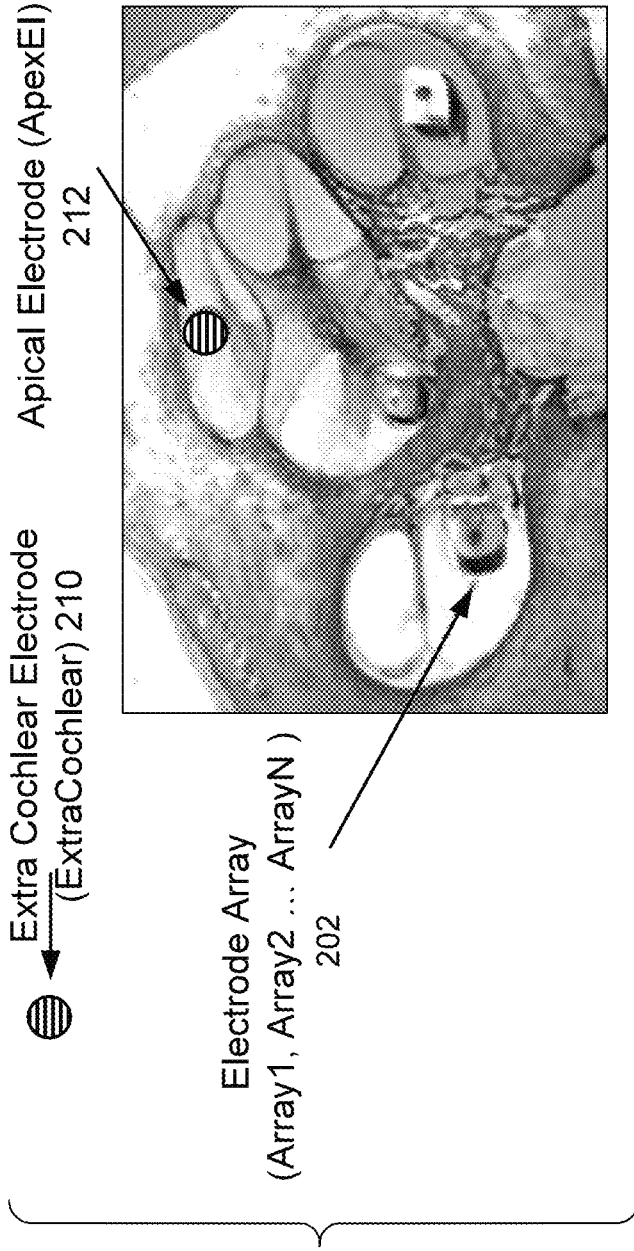 Extra Cochlear Electrode
(ExtraCochlear) 210
Apical Electrode (ApexEl)
212
Electrode Array
(Array1, Array2 ... ArrayN )
202